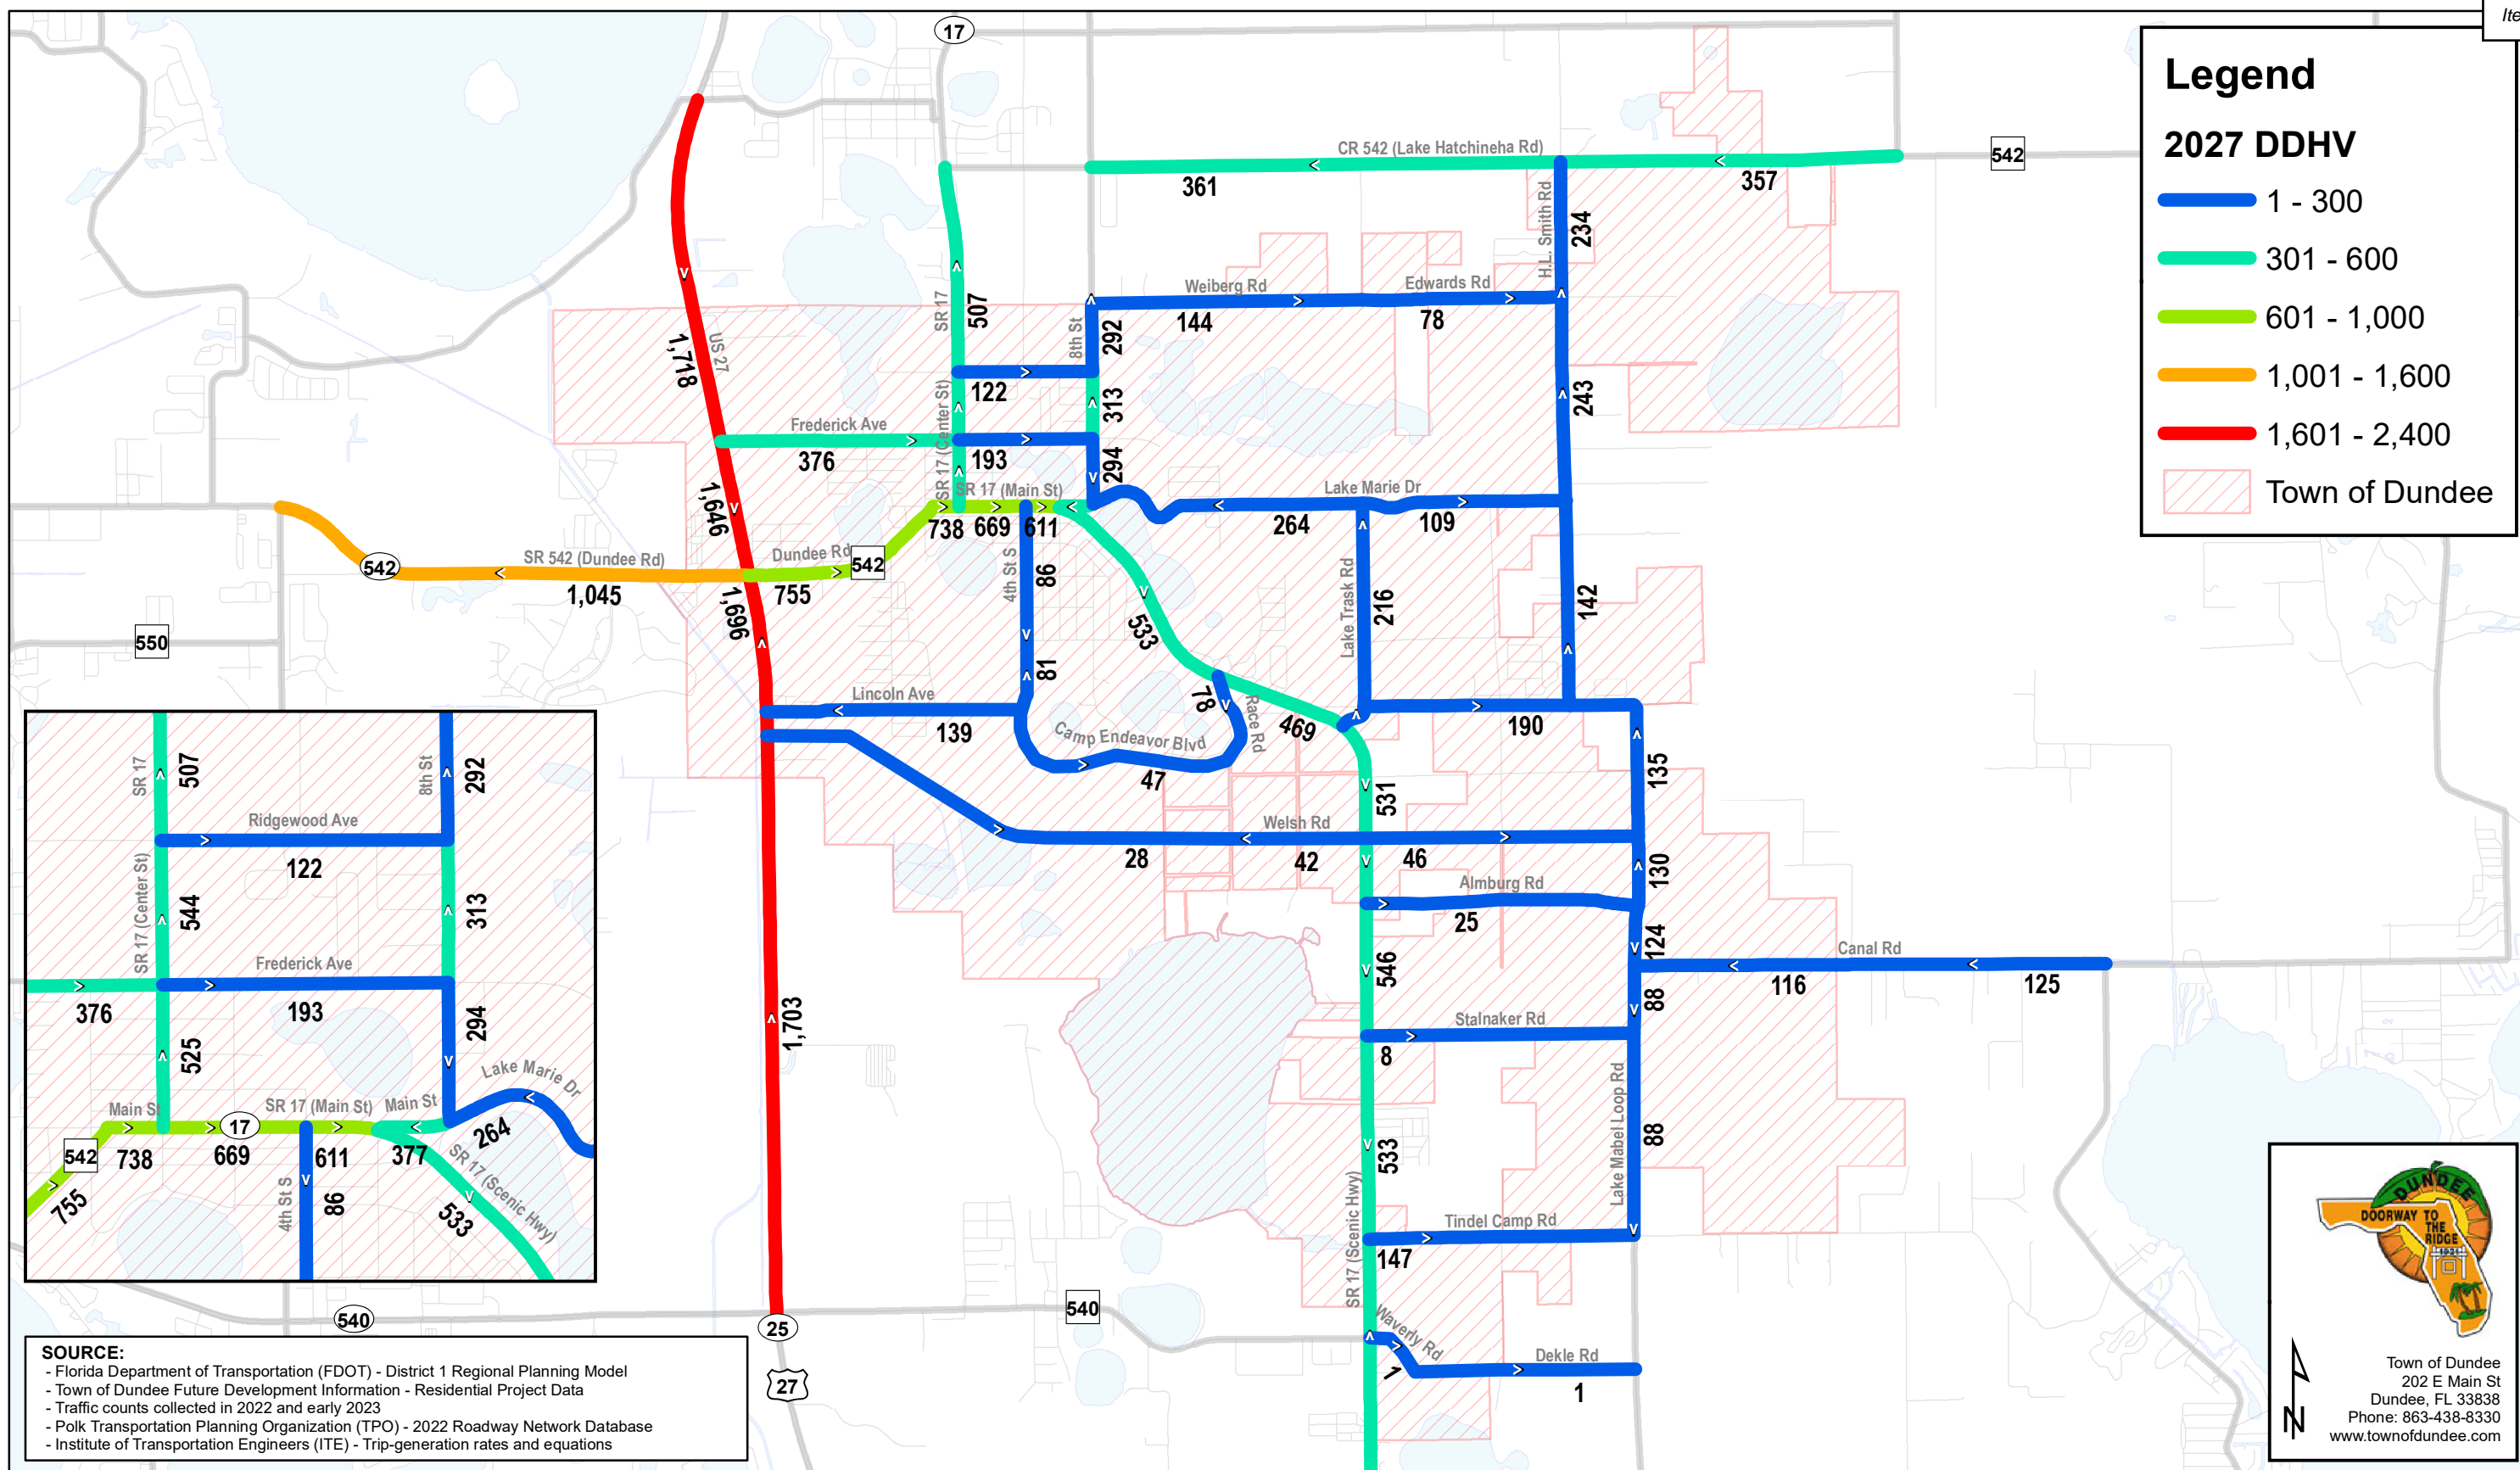 Ite
17
Legend
2027 DDHV
1 - 300
301 - 600
601 - 1,000
1,001 - 1,600
1,601 - 2,400
Town of Dundee
CR 542 (Lake Hatchineha Rd)
542
361
357
H.L. Smith Rd
234
Weiberg Rd
Edwards Rd
144
78
SR 17
507
8th St
292
US 27
1,718
122
313
243
Frederick Ave
376
SR 17 (Center St)
193
294
SR 17 (Main St)
Lake Marie Dr
1,646
738
669
611
264
109
SR 542 (Dundee Rd)
542
1,045
Dundee Rd
542
755
1,696
4th St S
86
533
Lake Trask Rd
216
142
550
81
Lincoln Ave
139
78
Race Rd
469
190
Camp Endeavor Blvd
47
135
531
Welsh Rd
28
42
46
130
Almburg Rd
25
124
Canal Rd
116
125
546
88
Stalnaker Rd
8
1,703
533
Lake Mabel Loop Rd
88
Tindel Camp Rd
147
SR 17 (Scenic Hwy)
Waverly Rd
1
Dekle Rd
1
540
540
25
27
SR 17
507
8th St
292
Ridgewood Ave
122
SR 17 (Center St)
544
313
Frederick Ave
376
193
294
525
Lake Marie Dr
Main St
SR 17 (Main St)
Main St
17
542
738
669
611
377
264
755
4th St S
86
533
SR 17 (Scenic Hwy)
SOURCE:
- Florida Department of Transportation (FDOT) - District 1 Regional Planning Model
- Town of Dundee Future Development Information - Residential Project Data
- Traffic counts collected in 2022 and early 2023
- Polk Transportation Planning Organization (TPO) - 2022 Roadway Network Database
- Institute of Transportation Engineers (ITE) - Trip-generation rates and equations
DUNDEE
DOORWAY TO
THE
RIDGE
N
Town of Dundee
202 E Main St
Dundee, FL 33838
Phone: 863-438-8330
www.townofdundee.com